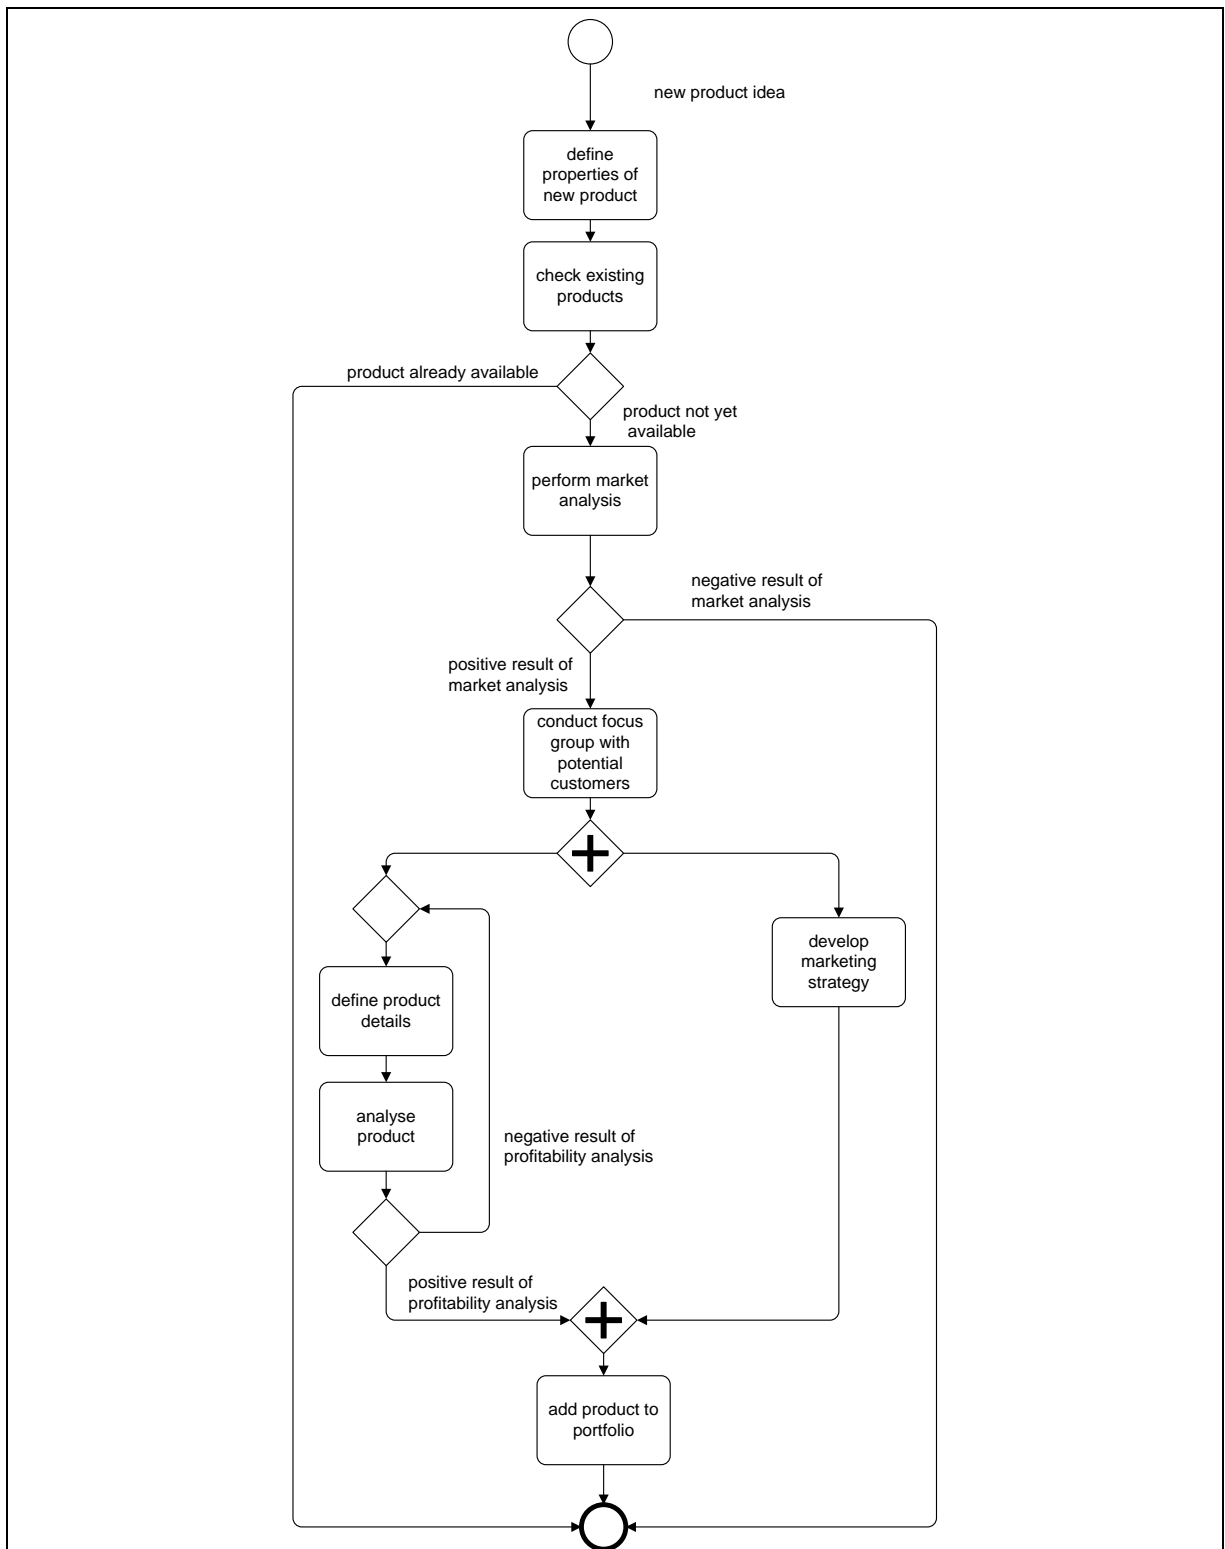 new product idea
define
properties of
new product
check existing
products
product already available
product not yet
available
perform market
analysis
negative result of
market analysis
positive result of
market analysis
conduct focus
group with
potential
customers
define product
details
develop
marketing
strategy
analyse
product
negative result of
profitability analysis
positive result of
profitability analysis
add product to
portfolio